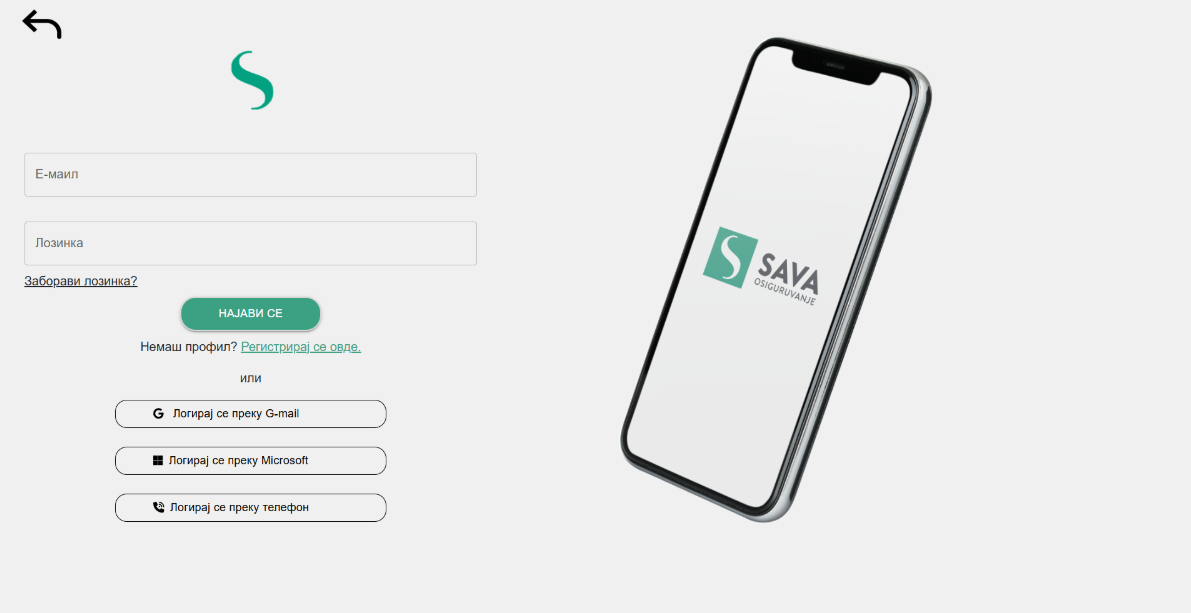 Е-маил
Лозинка
Заборави лозинка?
НАЈАВИ СЕ
Немаш профил? Регистрирај се овде.
или
Логирај се преку G-mail
Логирај се преку Microsoft
Логирај се преку телефон
SAVA
OSIGURUVANJE